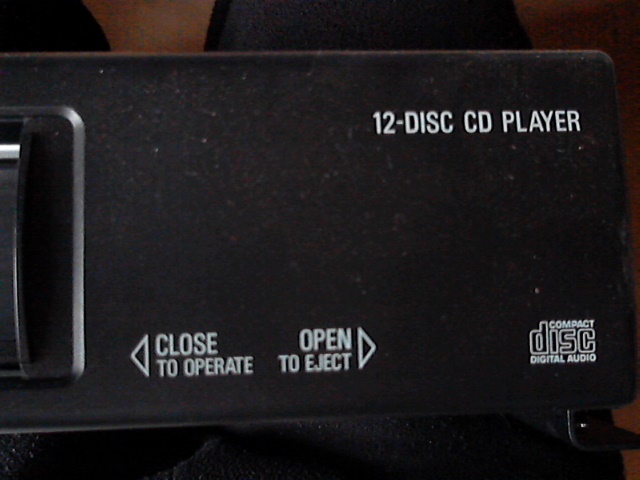 12-DISC CD PLAYER
CLOSE
TO OPERATE
OPEN
TO EJECT
COMPACT
disc
DIGITAL AUDIO